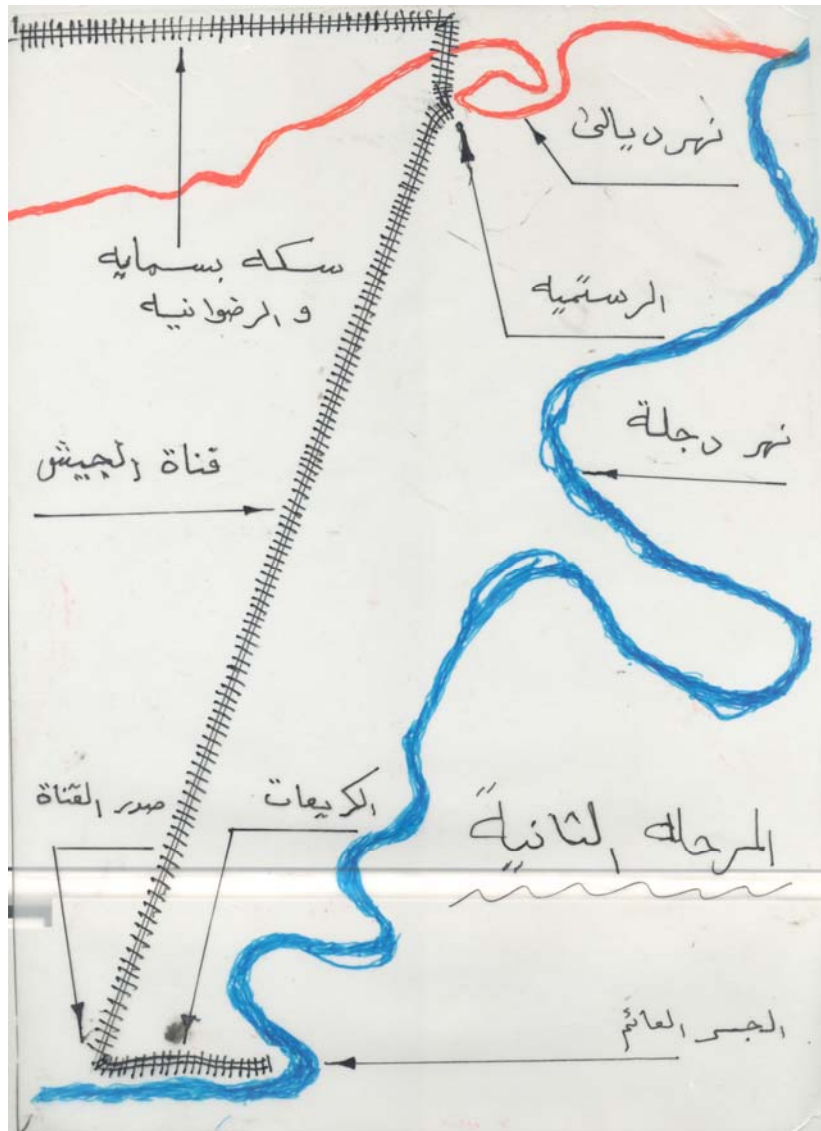 نهر ديالى
سكه بسمايه
و الرضوانيه
الرستميه
نهر دجلة
قناة الجيش
صدر القناة
الكريعات
المرحله الثانية
الجسر العائم